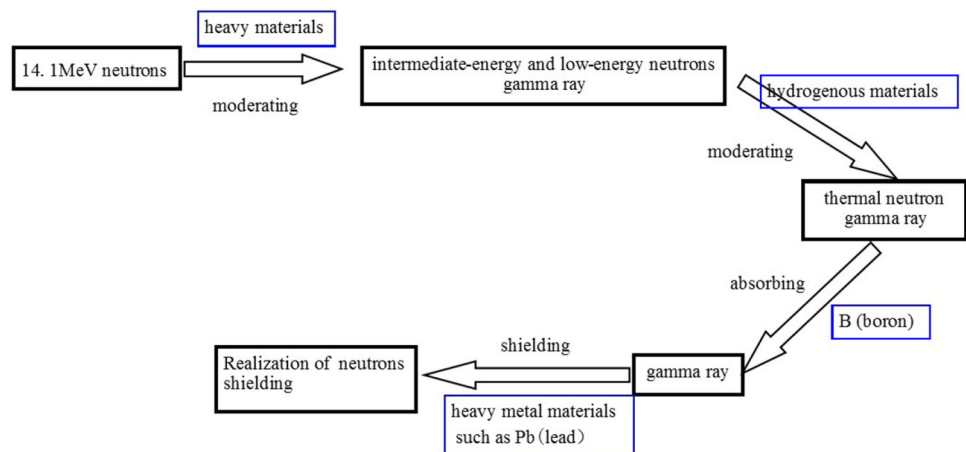 heavy materials
14. 1MeV neutrons
moderating
intermediate-energy and low-energy neutrons
gamma ray
hydrogenous materials
moderating
thermal neutron
gamma ray
absorbing
B (boron)
gamma ray
shielding
heavy metal materials
such as Pb(lead)
Realization of neutrons
shielding